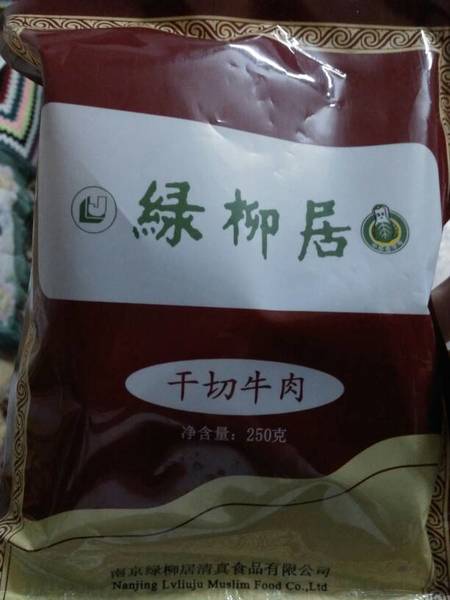 緑柳居
干切牛肉
净含量：250克
南京绿柳居清真食品有限公司
Nanjing Lvliuju Muslim Food Co.,Ltd